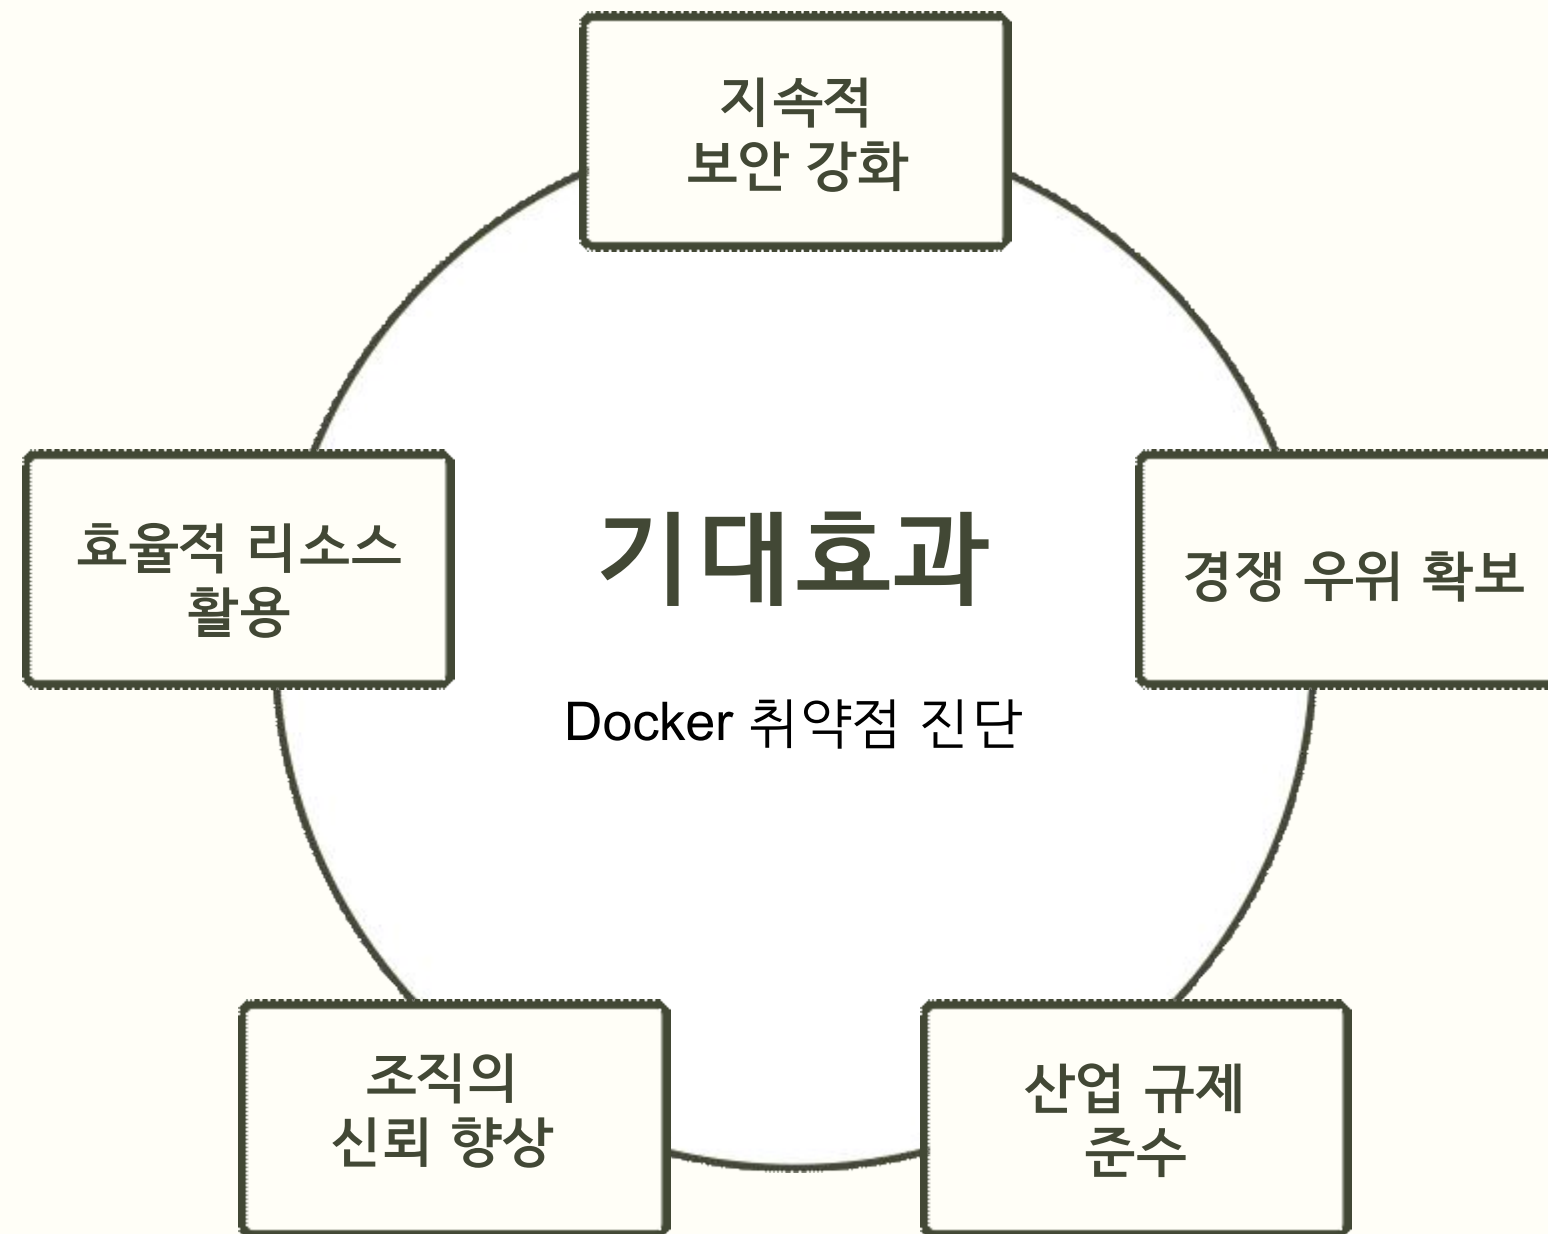 지속적
보안 강화
효율적 리소스
활용
기대효과
경쟁 우위 확보
Docker 취약점 진단
조직의
신뢰 향상
산업 규제
준수